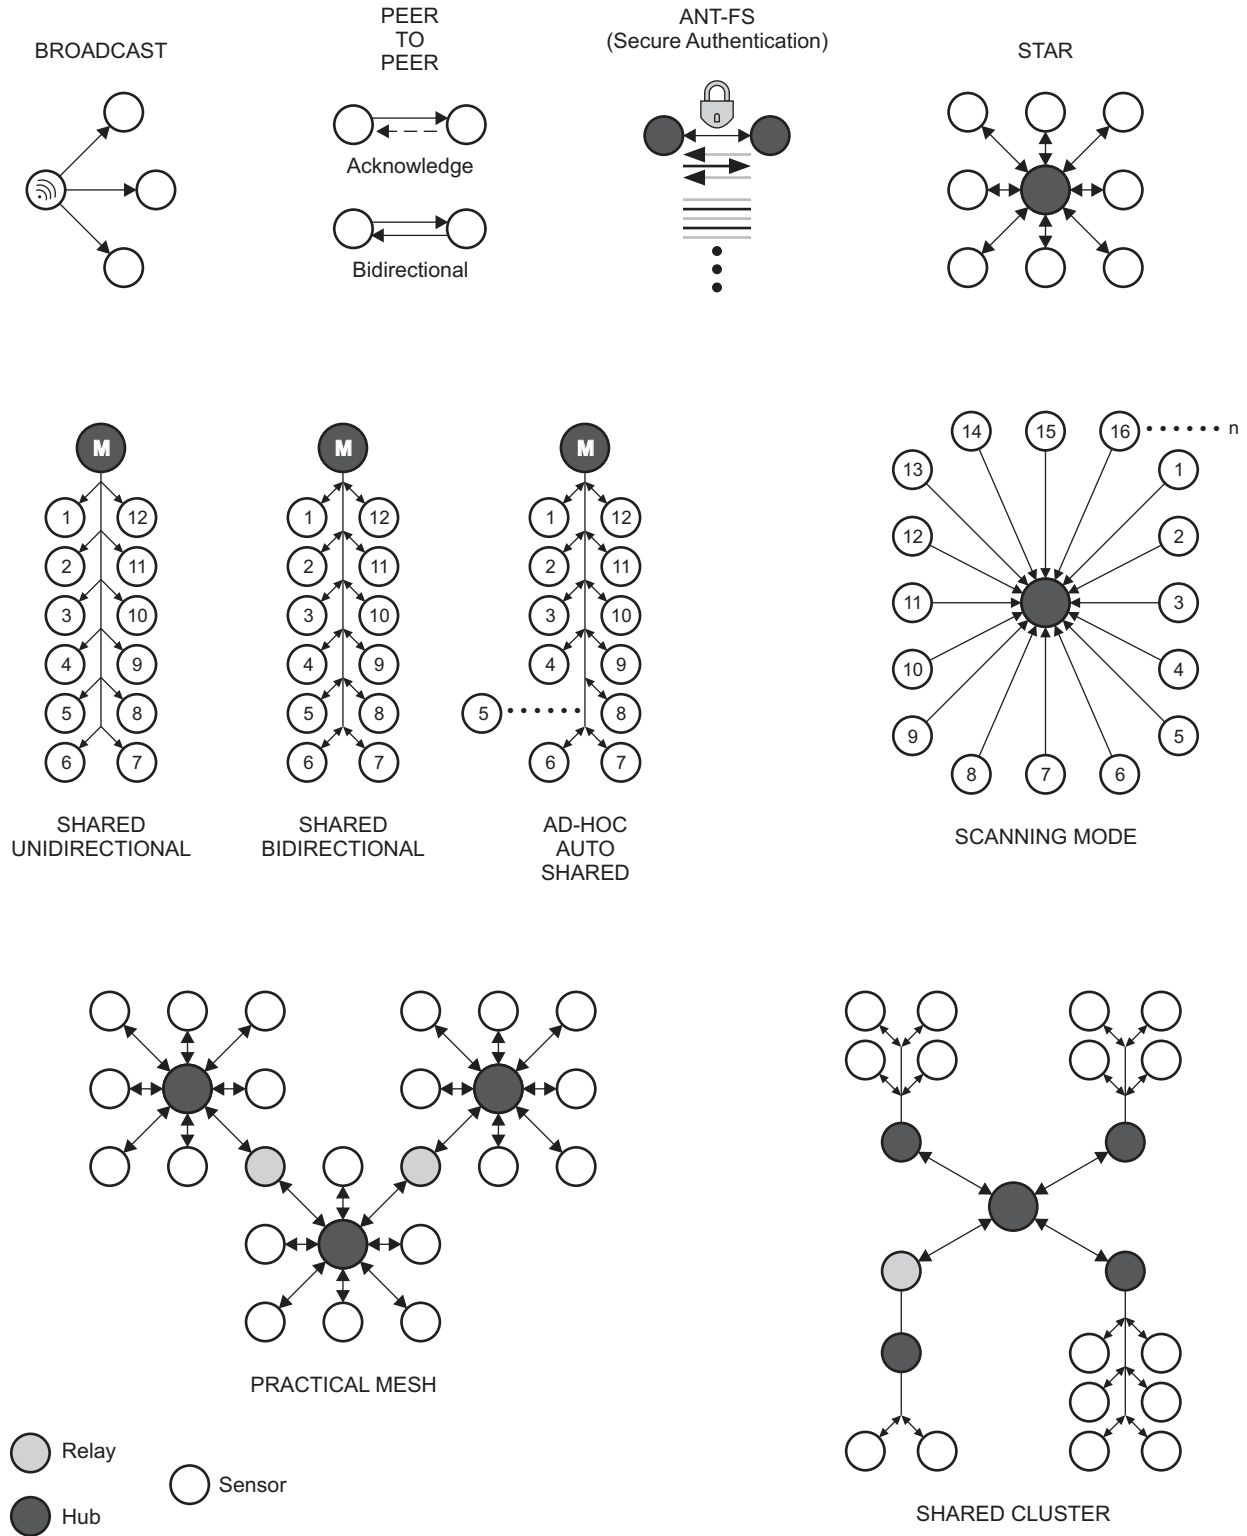 BROADCAST
PEER
TO
PEER
ANT-FS
(Secure Authentication)
STAR
Acknowledge
Bidirectional
M
1 12
2 11
3 10
4 9
5 8
6 7
SHARED
UNIDIRECTIONAL
M
1 12
2 11
3 10
4 9
5 8
6 7
SHARED
BIDIRECTIONAL
M
1 12
2 11
3 10
4 9
5 8
6 7
AD-HOC
AUTO
SHARED
14 15 16 n
13 1
12 2
11 3
10 4
9 5
8 7 6
SCANNING MODE
PRACTICAL MESH
Relay
Sensor
Hub
SHARED CLUSTER